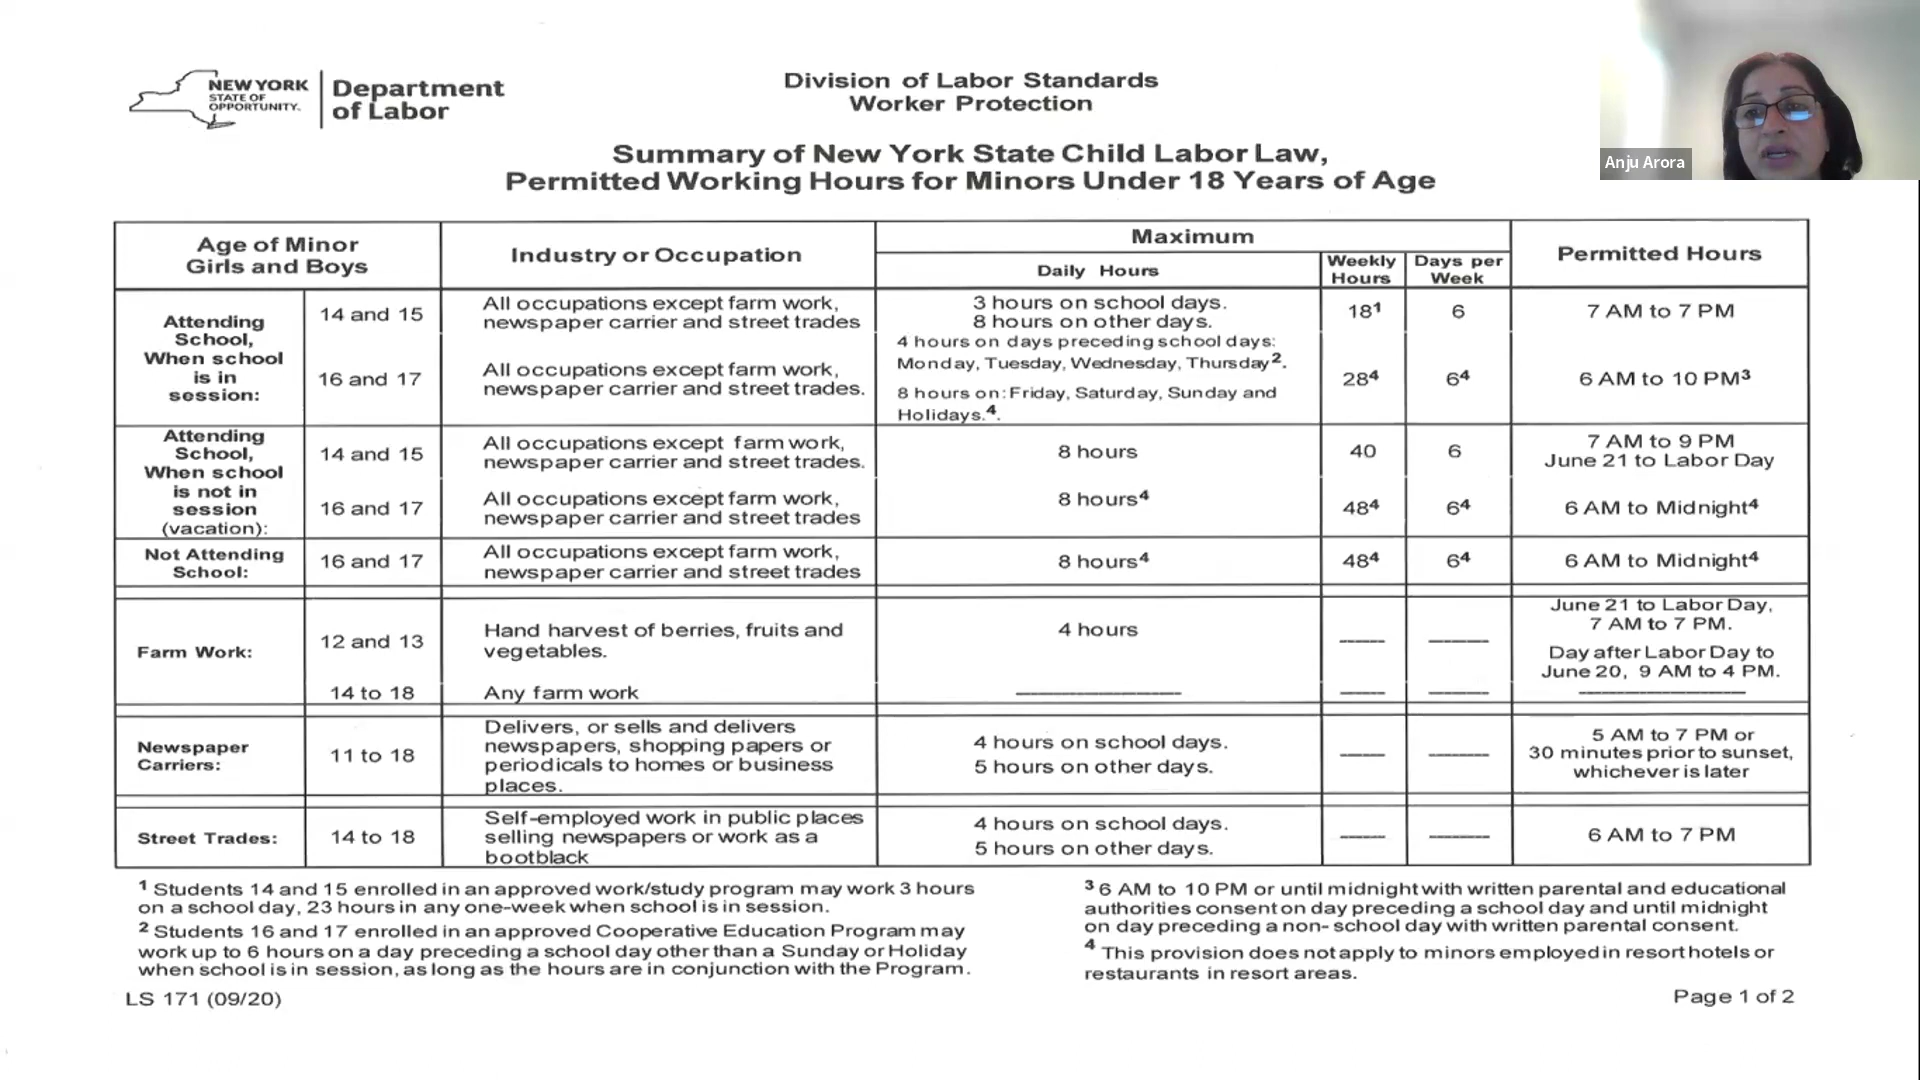 NEW YORK
STATE OF
OPPORTUNITY.
Department
of Labor
Division of Labor Standards
Worker Protection
Anju Arora
Summary of New York State Child Labor Law,
Permitted Working Hours for Minors Under 18 Years of Age
Age of Minor
Girls and Boys
Industry or Occupation
Maximum
Daily Hours
Weekly
Hours
Days per
Week
Permitted Hours
Attending
School,
When school
is in
session:
14 and 15
All occupations except farm work,
newspaper carrier and street trades
3 hours on school days.
8 hours on other days.
18¹
6
7 AM to 7 PM
16 and 17
All occupations except farm work,
newspaper carrier and street trades.
4 hours on days preceding school days:
Monday, Tuesday, Wednesday, Thursday².
8 hours on: Friday, Saturday, Sunday and
Holidays.⁴.
28⁴
6⁴
6 AM to 10 PM³
Attending
School,
When school
is not in
session
(vacation):
14 and 15
All occupations except farm work,
newspaper carrier and street trades.
8 hours
40
6
7 AM to 9 PM
June 21 to Labor Day
16 and 17
All occupations except farm work,
newspaper carrier and street trades
8 hours⁴
48⁴
6⁴
6 AM to Midnight⁴
Not Attending
School:
16 and 17
All occupations except farm work,
newspaper carrier and street trades
8 hours⁴
48⁴
6⁴
6 AM to Midnight⁴
Farm Work:
12 and 13
Hand harvest of berries, fruits and
vegetables.
4 hours
June 21 to Labor Day,
7 AM to 7 PM.
Day after Labor Day to
June 20, 9 AM to 4 PM.
14 to 18
Any farm work
Newspaper
Carriers:
11 to 18
Delivers, or sells and delivers
newspapers, shopping papers or
periodicals to homes or business
places.
4 hours on school days.
5 hours on other days.
5 AM to 7 PM or
30 minutes prior to sunset,
whichever is later
Street Trades:
14 to 18
Self-employed work in public places
selling newspapers or work as a
bootblack
4 hours on school days.
5 hours on other days.
6 AM to 7 PM
¹ Students 14 and 15 enrolled in an approved work/study program may work 3 hours
on a school day, 23 hours in any one-week when school is in session.
² Students 16 and 17 enrolled in an approved Cooperative Education Program may
work up to 6 hours on a day preceding a school day other than a Sunday or Holiday
when school is in session, as long as the hours are in conjunction with the Program.
³ 6 AM to 10 PM or until midnight with written parental and educational
authorities consent on day preceding a school day and until midnight
on day preceding a non- school day with written parental consent.
⁴ This provision does not apply to minors employed in resort hotels or
restaurants in resort areas.
LS 171 (09/20)
Page 1 of 2